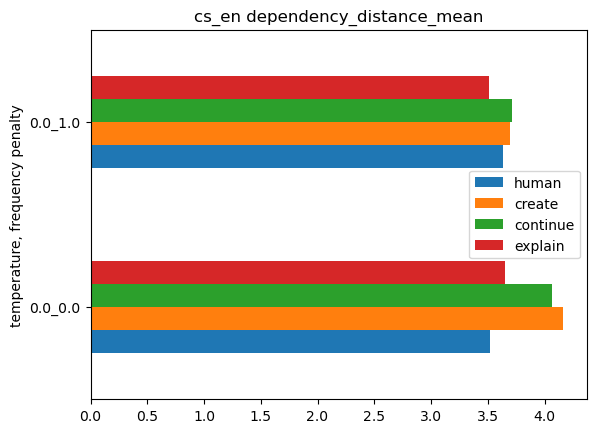 cs_en dependency_distance_mean
temperature, frequency penalty
0.0_1.0
0.0_0.0
human
create
continue
explain
0.0 0.5 1.0 1.5 2.0 2.5 3.0 3.5 4.0